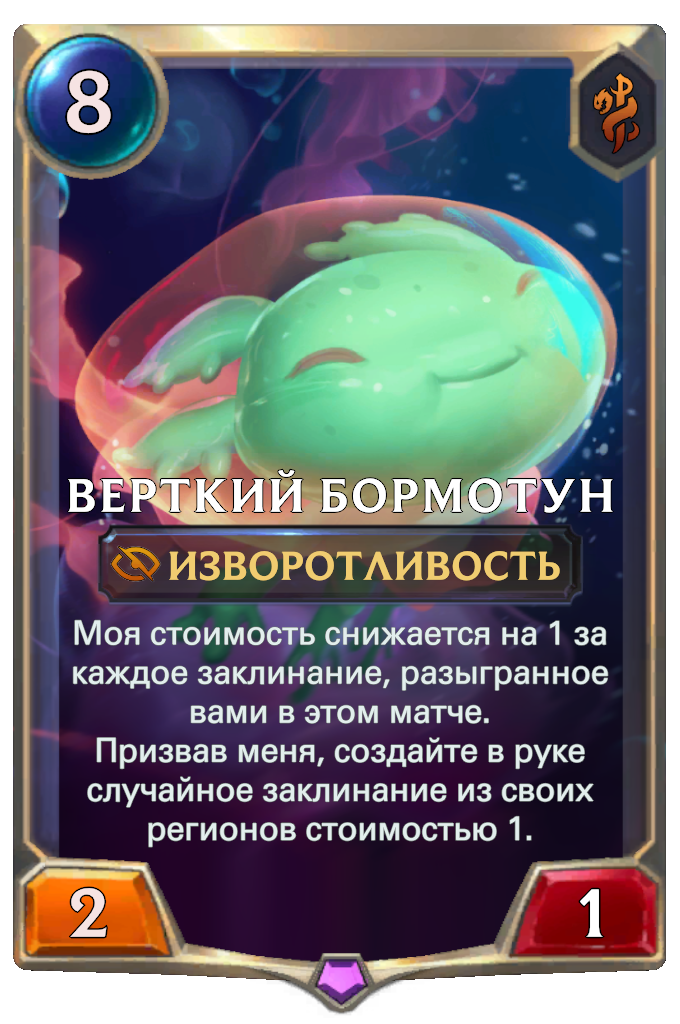 8
ВЕРТКИЙ БОРМОТУН
ИЗВОРОТЛИВОСТЬ
Моя стоимость снижается на 1 за
каждое заклинание, разыгранное
вами в этом матче.
Призвав меня, создайте в руке
случайное заклинание из своих
регионов стоимостью 1.
2
1